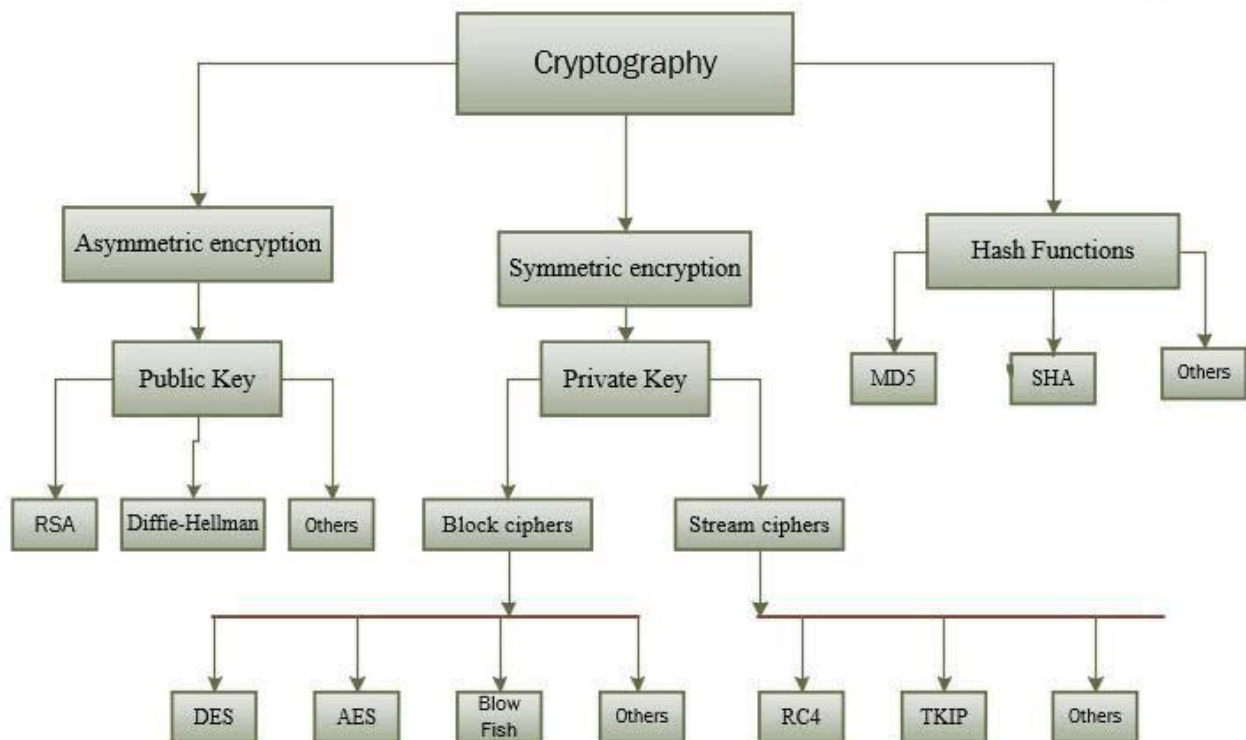 Cryptography
Asymmetric encryption
Symmetric encryption
Hash Functions
Public Key
Private Key
MD5
SHA
Others
RSA
Diffie-Hellman
Others
Block ciphers
Stream ciphers
DES
AES
Blow
Fish
Others
RC4
TKIP
Others